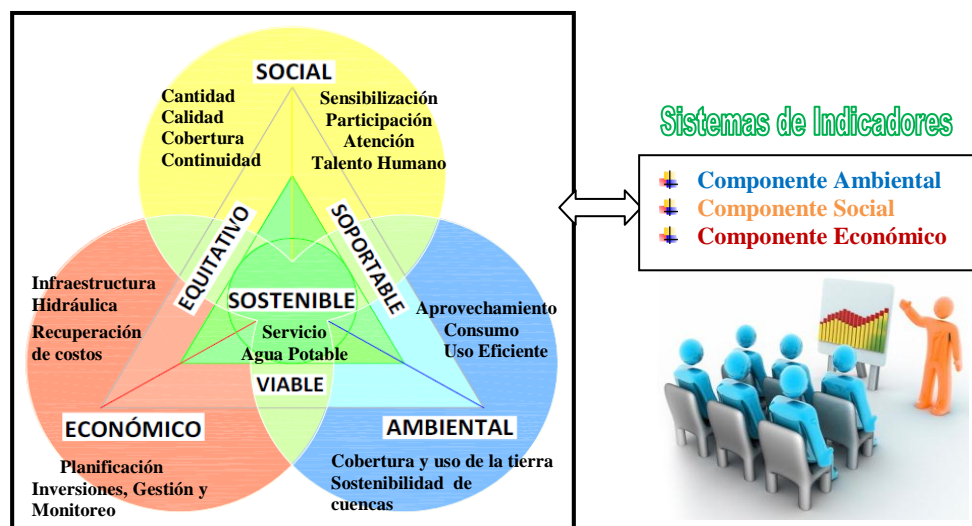 SOCIAL
Cantidad
Calidad
Cobertura
Continuidad
Sensibilización
Participación
Atención
Talento Humano
EQUITATIVO
SOPORTABLE
Infraestructura
Hidráulica
Recuperación
de costos
SOSTENIBLE
Servicio
Agua Potable
Aprovechamiento
Consumo
Uso Eficiente
VIABLE
ECONÓMICO
AMBIENTAL
Planificación
Inversiones, Gestión y
Monitoreo
Cobertura y uso de la tierra
Sostenibilidad de
cuencas
Sistemas de Indicadores
Componente Ambiental
Componente Social
Componente Económico